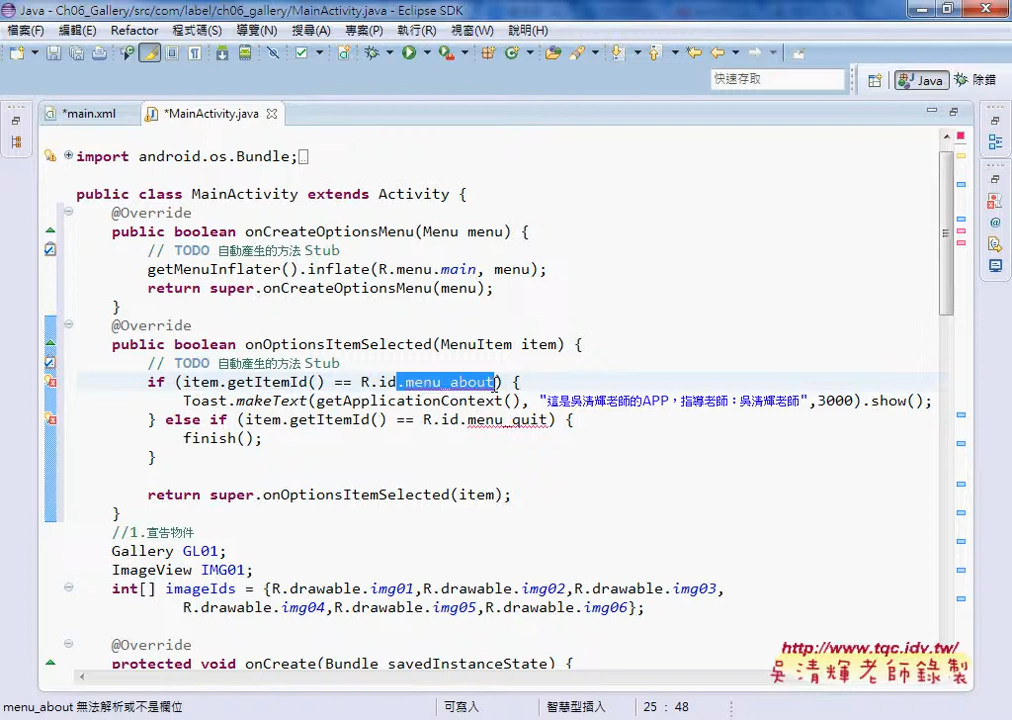 Java - Ch06_Gallery/src/com/label/ch06_gallery/MainActivity.java - Eclipse SDK
檔案(F) 編輯(E) Refactor 程式碼(S) 導覽(N) 搜尋(A) 專案(P) 執行(R) 視窗(W) 說明(H)
快速存取 Java 除錯
*main.xml *MainActivity.java
import android.os.Bundle;
public class MainActivity extends Activity {
@Override
public boolean onCreateOptionsMenu(Menu menu) {
// TODO 自動產生的方法 Stub
getMenuInflater().inflate(R.menu.main, menu);
return super.onCreateOptionsMenu(menu);
}
@Override
public boolean onOptionsItemSelected(MenuItem item) {
// TODO 自動產生的方法 Stub
if (item.getItemId() == R.id.menu_about) {
Toast.makeText(getApplicationContext(), "這是吳清輝老師的APP，指導老師：吳清輝老師",3000).show();
} else if (item.getItemId() == R.id.menu_quit) {
finish();
}
return super.onOptionsItemSelected(item);
}
//1.宣告物件
Gallery GL01;
ImageView IMG01;
int[] imageIds = {R.drawable.img01,R.drawable.img02,R.drawable.img03,
R.drawable.img04,R.drawable.img05,R.drawable.img06};
@Override
protected void onCreate(Bundle savedInstanceState) {
http://www.tqc.idv.tw/
吳清輝老師錄製
menu_about 無法解析或不是欄位 可寫入 智慧型插入 25 : 48